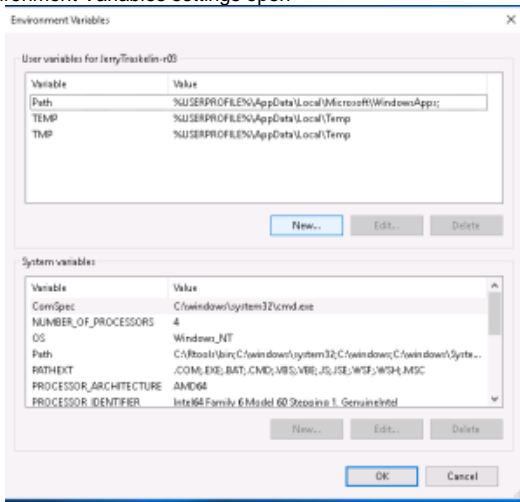 ironment Variables settings open
Environment Variables
User variables for JerryTraskelin-r03
Variable Value
Path %USERPROFILE%\AppData\Local\Microsoft\WindowsApps;
TEMP %USERPROFILE%\AppData\Local\Temp
TMP %USERPROFILE%\AppData\Local\Temp
New... Edit... Delete
System variables
Variable Value
ComSpec C:\windows\system32\cmd.exe
NUMBER_OF_PROCESSORS 4
OS Windows_NT
Path C:\Rtools\bin;C:\windows\system32;C:\windows;C:\windows\Syste...
PATHEXT .COM;.EXE;.BAT;.CMD;.VBS;.VBE;.JS;.JSE;.WSF;.WSH;.MSC
PROCESSOR_ARCHITECTURE AMD64
PROCESSOR_IDENTIFIER Intel64 Family 6 Model 60 Stepping 1, GenuineIntel
New... Edit... Delete
OK Cancel